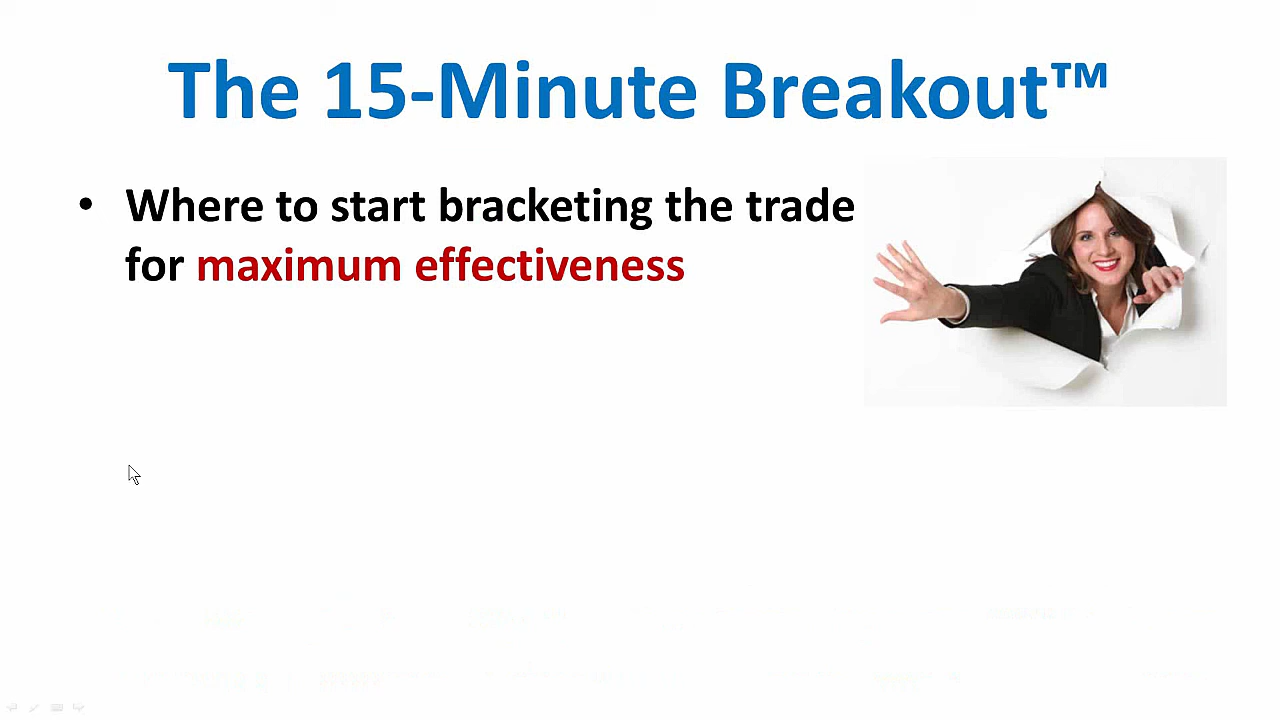 The 15-Minute Breakout™
• Where to start bracketing the trade
for maximum effectiveness